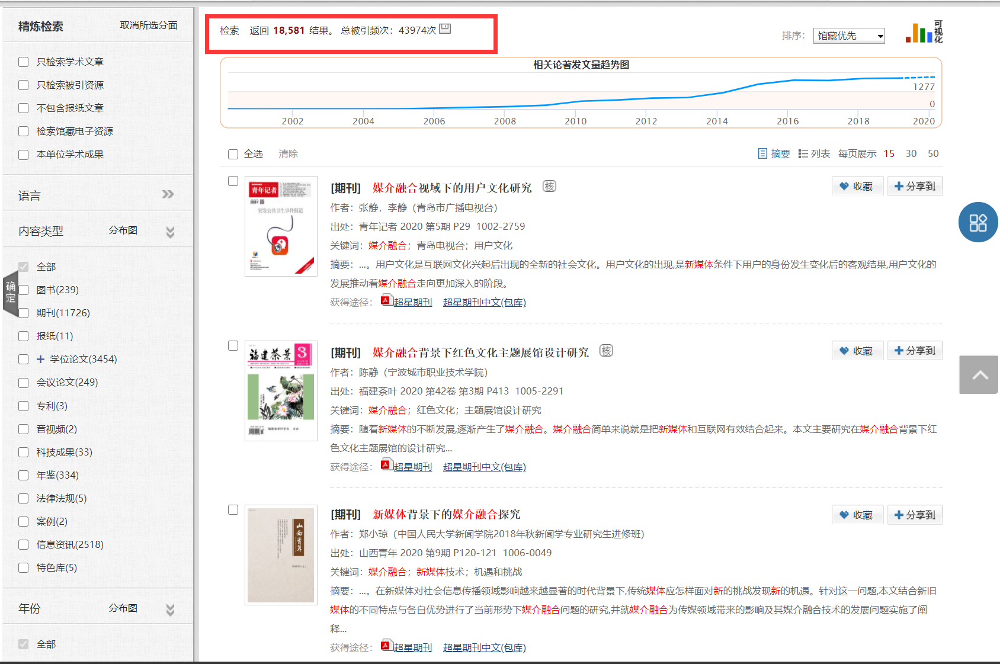 精炼检索 取消所选分面
只检索学术文章
只检索被引资源
不包含报纸文章
检索馆藏电子资源
本单位学术成果
语言
内容类型 分布图
全部
图书(239)
期刊(11726)
报纸(11)
学位论文(3454)
会议论文(249)
专利(3)
音视频(2)
科技成果(33)
年鉴(334)
法律法规(5)
案例(2)
信息资讯(2518)
特色库(5)
年份 分布图
全部
确定
检索 返回 18,581 结果。 总被引频次：43974次
排序： 馆藏优先
可视化
相关论著发文量趋势图
1277
0
2002 2004 2006 2008 2010 2012 2014 2016 2018 2020
全选 清除
摘要 列表 每页展示 15 30 50
青年记者
突发公共卫生事件报道
[期刊] 媒介融合视域下的用户文化研究 核
收藏 分享到
作者：张静，李静（青岛市广播电视台）
出处：青年记者 2020 第5期 P29 1002-2759
关键词：媒介融合；青岛电视台；用户文化
摘要：...。用户文化是互联网文化兴起后出现的全新的社会文化。用户文化的出现,是新媒体条件下用户的身份发生变化后的客观结果,用户文化的
发展推动着媒介融合走向更加深入的阶段。
获得途径： 超星期刊 超星期刊中文(包库)
福建茶叶 3
福建省茶叶学会 主办
[期刊] 媒介融合背景下红色文化主题展馆设计研究 核
收藏 分享到
作者：陈静（宁波城市职业技术学院）
出处：福建茶叶 2020 第42卷 第3期 P413 1005-2291
关键词：媒介融合；红色文化；主题展馆设计研究
摘要：随着新媒体的不断发展,逐渐产生了媒介融合。媒介融合简单来说就是把新媒体和互联网有效结合起来。本文主要研究在媒介融合背景下红
色文化主题展馆的设计研究...
获得途径： 超星期刊 超星期刊中文(包库)
山西青年
[期刊] 新媒体背景下的媒介融合探究
收藏 分享到
作者：郑小琼（中国人民大学新闻学院2018年秋新闻学专业研究生进修班）
出处：山西青年 2020 第9期 P120-121 1006-0049
关键词：媒介融合；新媒体技术；机遇和挑战
摘要：...。在新媒体对社会信息传播领域影响越来越显著的时代背景下,传统媒体应怎样面对新的挑战发现新的机遇。针对这一问题,本文结合新旧
媒体的不同特点与各自优势进行了当前形势下媒介融合问题的研究,并就媒介融合为传媒领域带来的影响及其媒介融合技术的发展问题实施了阐
释...
获得途径： 超星期刊 超星期刊中文(包库)